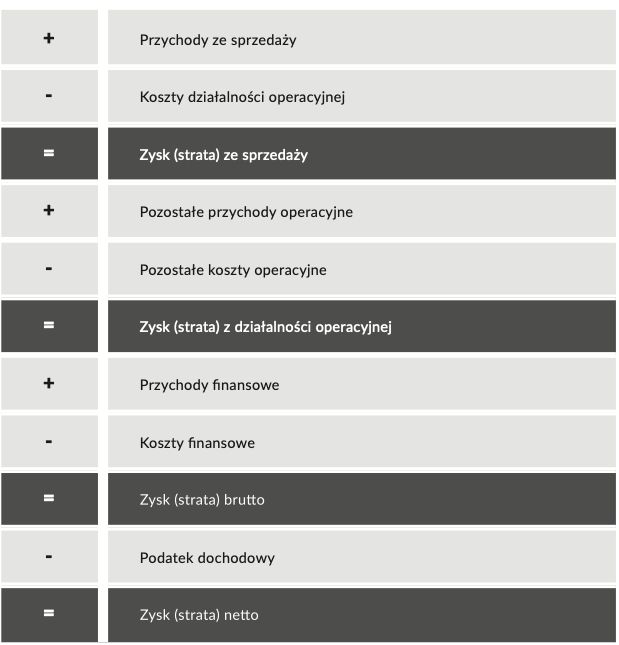 + Przychody ze sprzedaży
- Koszty działalności operacyjnej
= Zysk (strata) ze sprzedaży
+ Pozostałe przychody operacyjne
- Pozostałe koszty operacyjne
= Zysk (strata) z działalności operacyjnej
+ Przychody finansowe
- Koszty finansowe
= Zysk (strata) brutto
- Podatek dochodowy
= Zysk (strata) netto